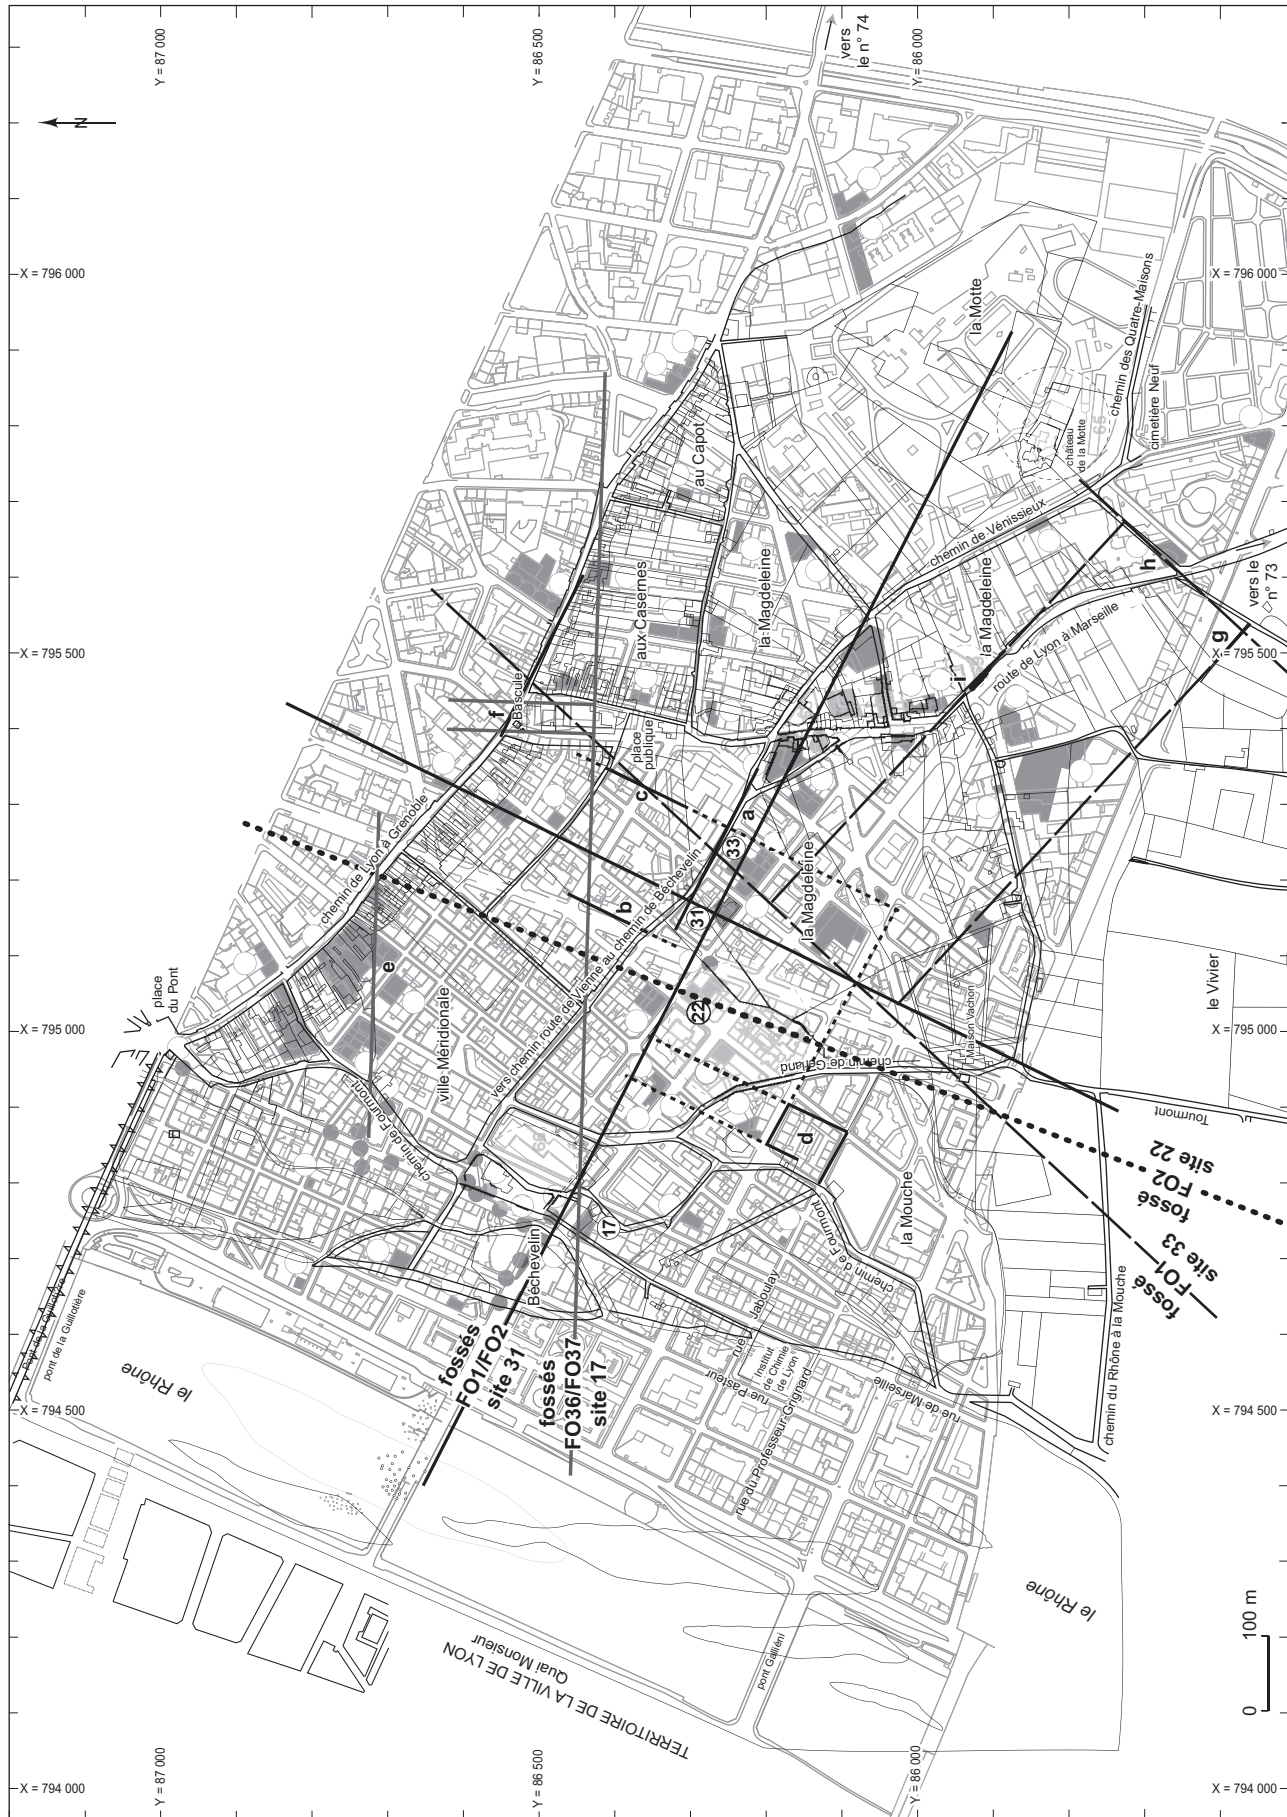 Y = 87 000
Y = 86 500
Y = 86 000
vers
le n° 74
N
X = 796 000
X = 796 000
la Motte
chemin des Quatre-Maisons
cimetière Neuf
château
de la Motte
65
au Capot
chemin de Vénissieux
aux Casernes
la Magdeleine
la Magdeleine
h
vers le
n° 73
g
route de Lyon à Marseille
i
X = 795 500
X = 795 500
Bascule
f
place
publique
c
a
33
chemin de Lyon à Grenoble
b
31
la Magdeleine
vers chemin route de Vienne au chemin de Béchevelin
place
du Pont
e
ville Méridionale
22
Maison Vachon
le Vivier
X = 795 000
X = 795 000
chemin de Gerland
chemin de Fourmont
d
Tourmont
la Mouche
17
chemin de Fourmont
fossé
FO2
site 22
fossé
FO1
site 33
Béchevelin
Pont de la Guillotière
pont de la Guillotière
le Rhône
fossés
FO1/FO2
site 31
fossés
FO36/FO37
site 17
rue Jaboulay
rue Pasteur
Institut
de Chimie
de Lyon
rue du Professeur-Grignard
rue de Marseille
chemin du Rhône à la Mouche
X = 794 500
X = 794 500
TERRITOIRE DE LA VILLE DE LYON
Quai Monsieur
pont Galliéni
le Rhône
0 100 m
Y = 87 000
Y = 86 500
Y = 86 000
X = 794 000
X = 794 000